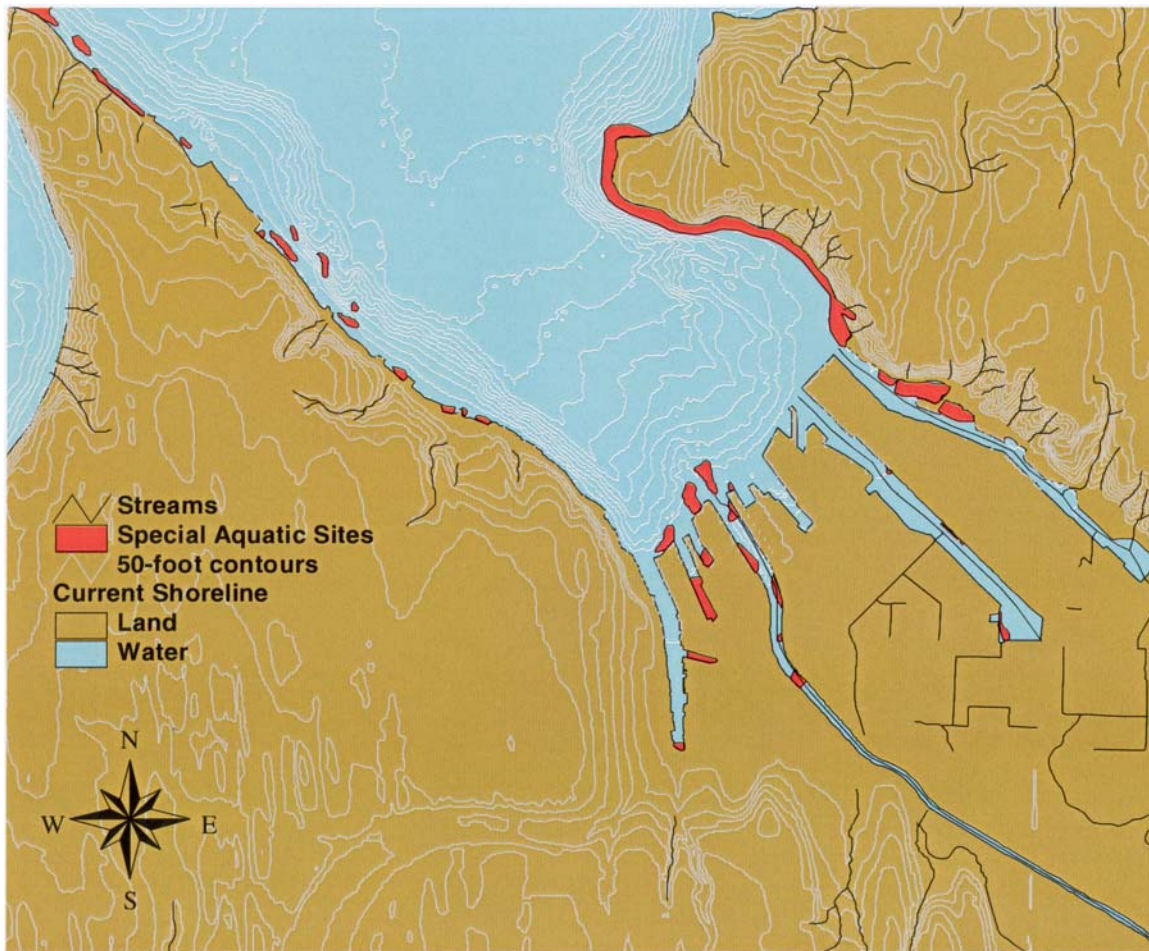 Streams
Special Aquatic Sites
50-foot contours
Current Shoreline
Land
Water
N
W E
S